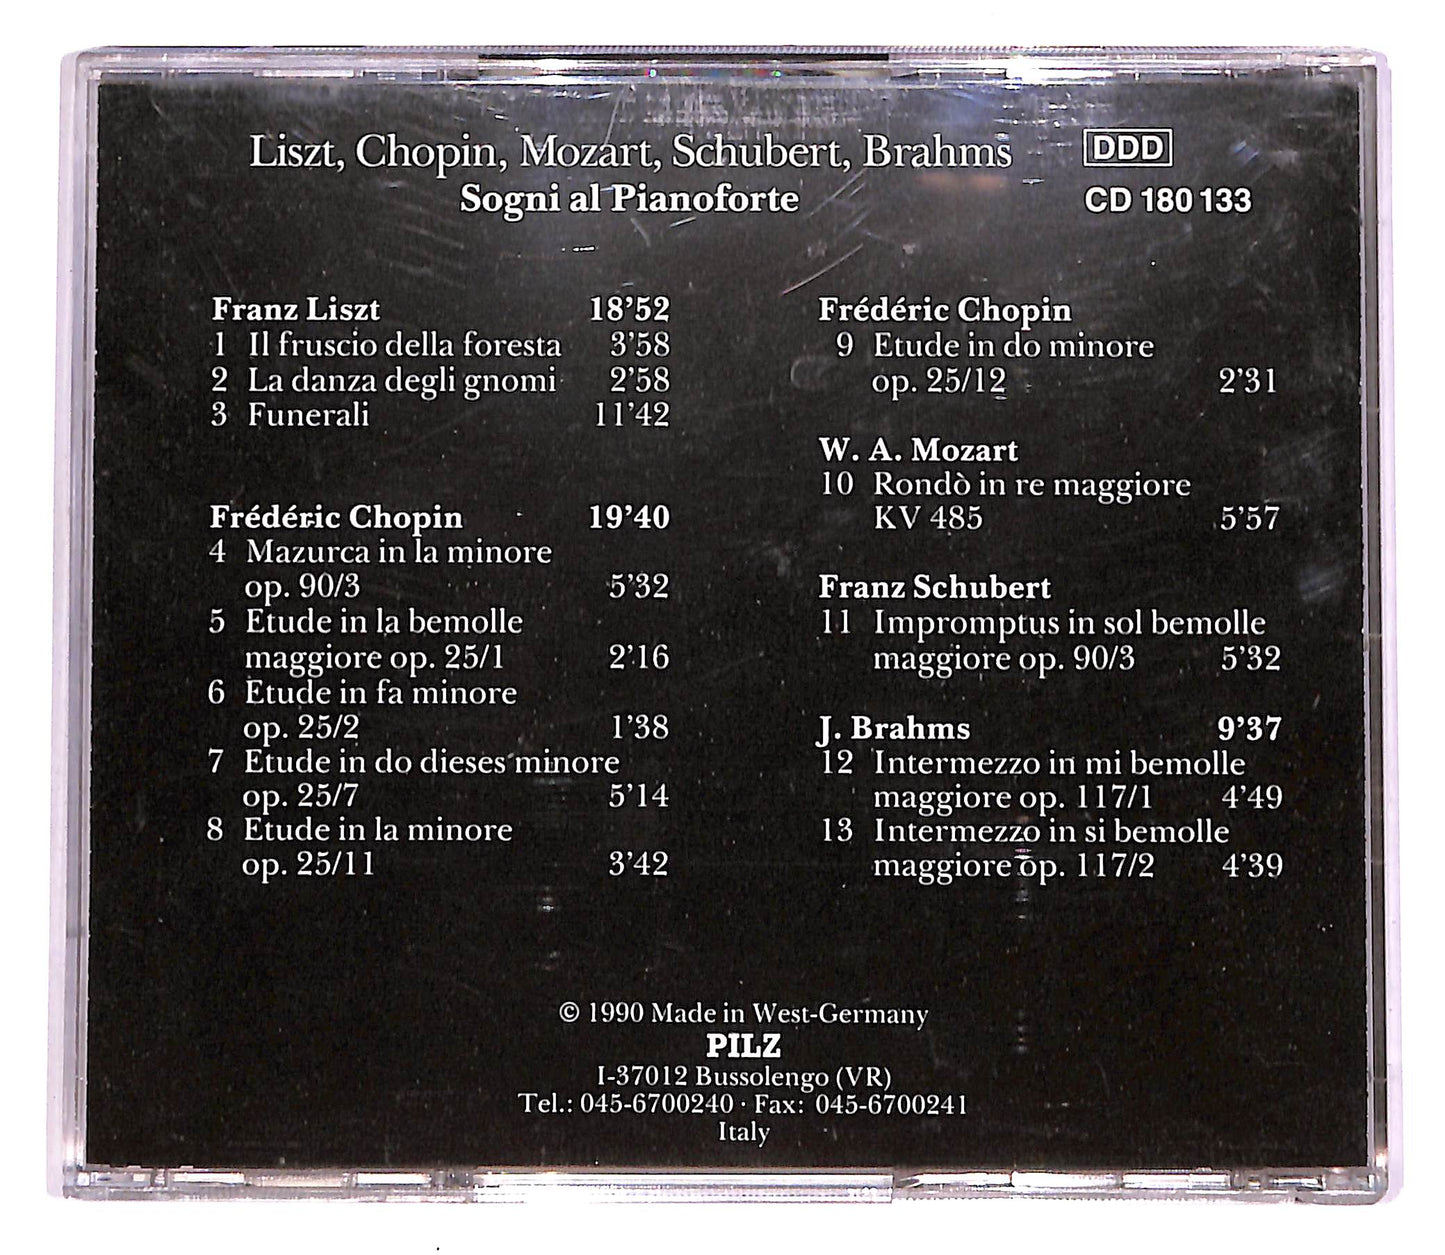 Liszt, Chopin, Mozart, Schubert, Brahms DDD
Sogni al Pianoforte CD 180 133
Franz Liszt 18'52
1 Il fruscio della foresta 3'58
2 La danza degli gnomi 2'58
3 Funerali 11'42
Frédéric Chopin 19'40
4 Mazurca in la minore
op. 90/3 5'32
5 Etude in la bemolle
maggiore op. 25/1 2'16
6 Etude in fa minore
op. 25/2 1'38
7 Etude in do dieses minore
op. 25/7 5'14
8 Etude in la minore
op. 25/11 3'42
Frédéric Chopin
9 Etude in do minore
op. 25/12 2'31
W. A. Mozart
10 Rondò in re maggiore
KV 485 5'57
Franz Schubert
11 Impromptus in sol bemolle
maggiore op. 90/3 5'32
J. Brahms 9'37
12 Intermezzo in mi bemolle
maggiore op. 117/1 4'49
13 Intermezzo in si bemolle
maggiore op. 117/2 4'39
© 1990 Made in West-Germany
PILZ
I-37012 Bussolengo (VR)
Tel.: 045-6700240 · Fax: 045-6700241
Italy